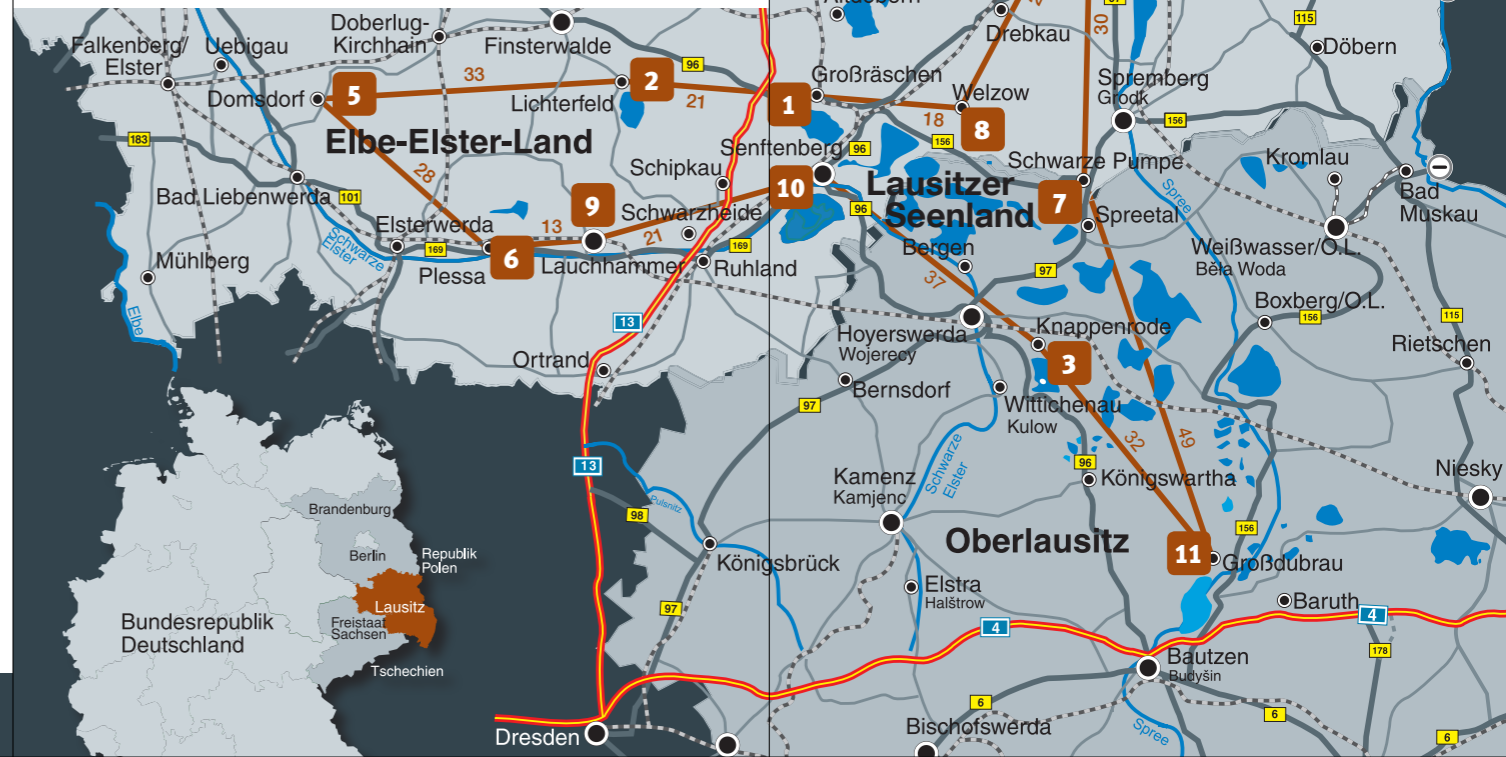 Altdöbern
Drebkau
30
115
Döbern
Doberlug-
Kirchhain
Finsterwalde
Falkenberg/
Elster
Uebigau
96
33
2
21
Domsdorf
5
Lichterfeld
Großräschen
1
Welzow
18
8
156
Spremberg
Grodk
156
Elbe-Elster-Land
183
28
Schipkau
Senftenberg
96
Schwarze Pumpe
Kromlau
Bad
Muskau
Bad Liebenwerda
101
9
10
Lausitzer
Seenland
7
Spreetal
Spree
Elsterwerda
13
Schwarzheide
21
96
169
Schwarze
Elster
6
Plessa
Lauchhammer
169
Ruhland
Bergen
37
97
Weißwasser/O.L.
Běla Woda
Mühlberg
Elbe
13
Boxberg/O.L.
156
115
Rietschen
Hoyerswerda
Wojerecy
Knappenrode
3
Ortrand
Bernsdorf
97
Wittichenau
Kulow
32
49
13
Schwarze
Elster
96
Königswartha
Niesky
Kamenz
Kamjenc
Pulsnitz
98
156
Oberlausitz
11
Großdubrau
Königsbrück
Elstra
Halštrow
Baruth
97
4
4
178
Bautzen
Budyšin
6
6
6
Spree
Bischofswerda
Dresden
Brandenburg
Berlin
Republik
Polen
Lausitz
Freistaat
Sachsen
Bundesrepublik
Deutschland
Tschechien